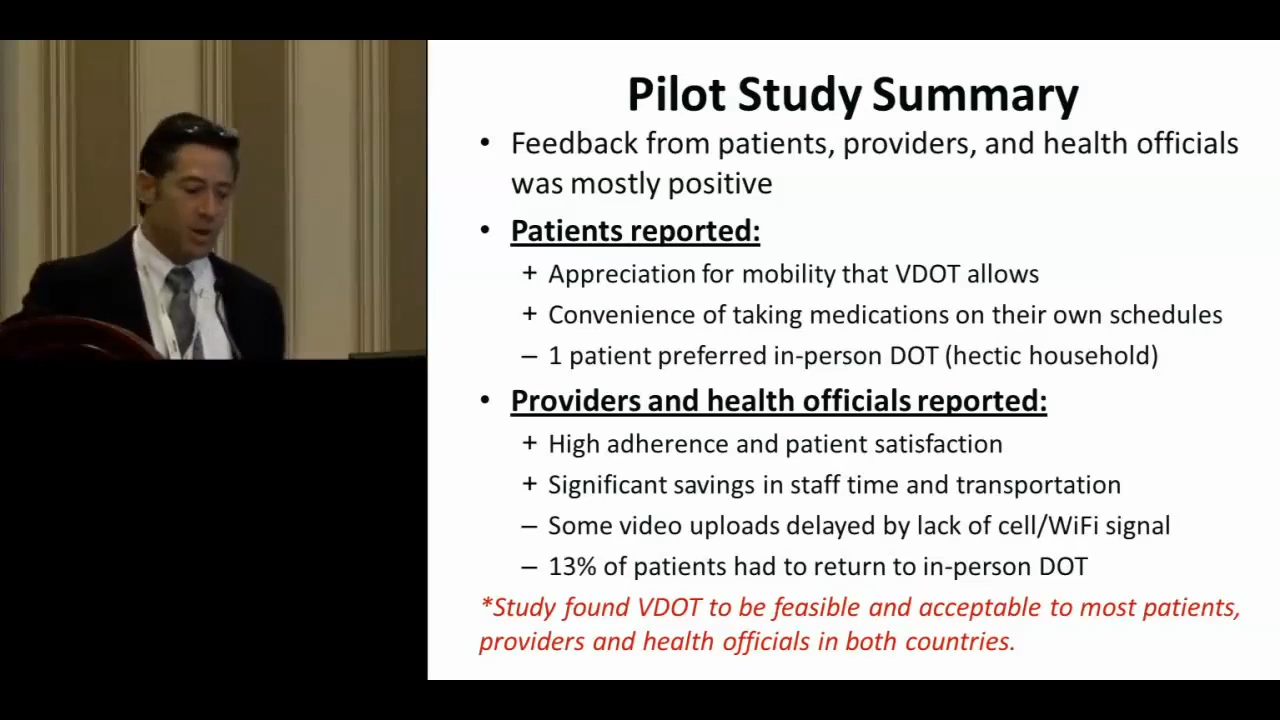 Pilot Study Summary
• Feedback from patients, providers, and health officials
was mostly positive
• Patients reported:
+ Appreciation for mobility that VDOT allows
+ Convenience of taking medications on their own schedules
– 1 patient preferred in-person DOT (hectic household)
• Providers and health officials reported:
+ High adherence and patient satisfaction
+ Significant savings in staff time and transportation
– Some video uploads delayed by lack of cell/WiFi signal
– 13% of patients had to return to in-person DOT
*Study found VDOT to be feasible and acceptable to most patients,
providers and health officials in both countries.